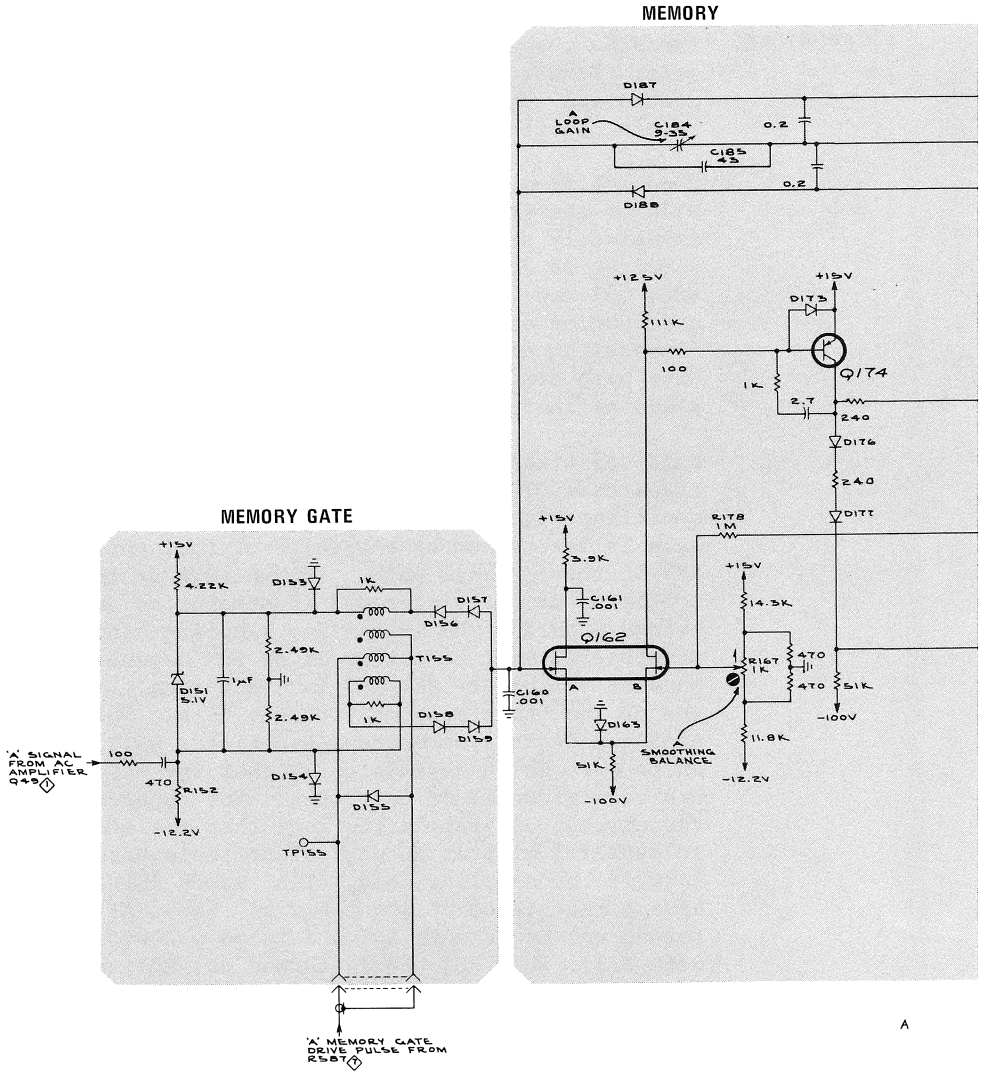 MEMORY
D187
A
LOOP
GAIN
C184
9-35
0.2
C185
43
0.2
D188
+125V
+15V
D173
111K
100
Q174
1K
2.7
240
D176
240
D177
MEMORY GATE
+15V
R178
1M
+15V
3.9K
+15V
4.22K
D153
1K
D157
D156
C161
.001
14.3K
Q162
2.49K
T155
R167
1K
470
470
D151
5.1V
1µF
A
B
C160
.001
51K
2.49K
1K
D158
D159
D163
-100V
'A' SIGNAL
FROM AC
AMPLIFIER
Q49 1
100
A
SMOOTHING
BALANCE
11.8K
51K
470
R152
D154
-100V
-12.2V
D155
-12.2V
TP155
'A' MEMORY GATE
DRIVE PULSE FROM
R587 7
A